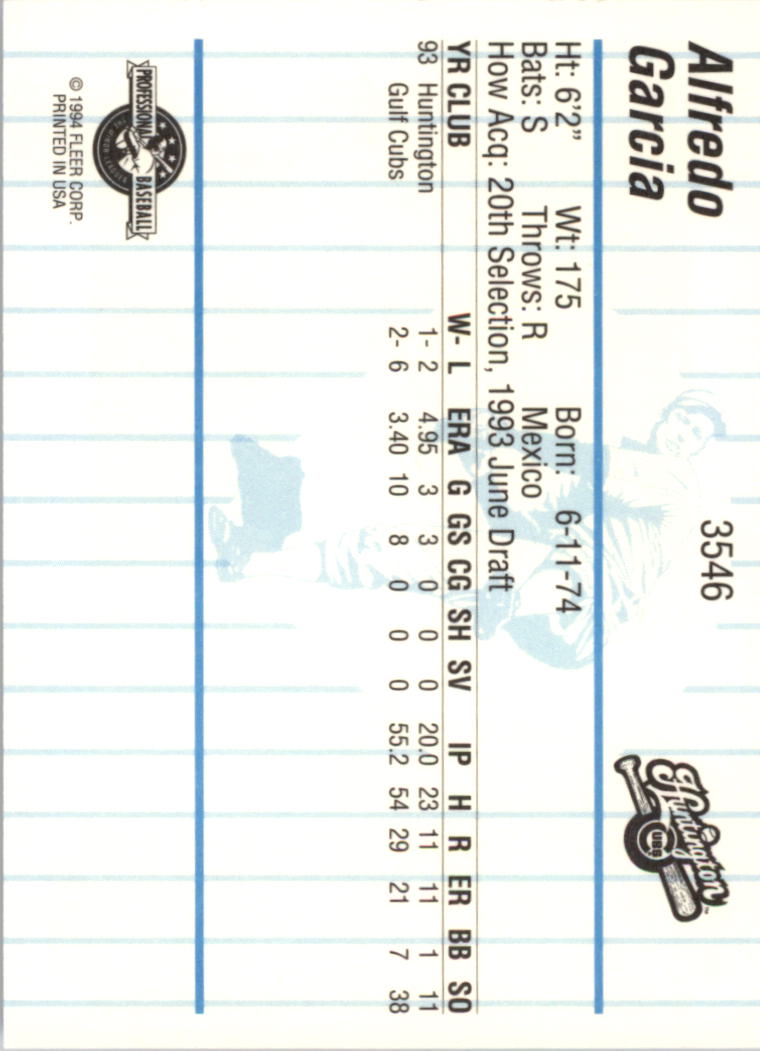 Alfredo
Garcia
3546
Huntington
CUBS
Ht: 6'2" Wt: 175 Born: 6-11-74
Bats: S Throws: R Mexico
How Acq: 20th Selection, 1993 June Draft
YR CLUB W- L ERA G GS CG SH SV IP H R ER BB SO
93 Huntington 1- 2 4.95 3 3 0 0 0 20.0 23 11 11 1 11
Gulf Cubs 2- 6 3.40 10 8 0 0 0 55.2 54 29 21 7 38
PROFESSIONAL BASEBALL
© 1994 FLEER CORP.
PRINTED IN USA